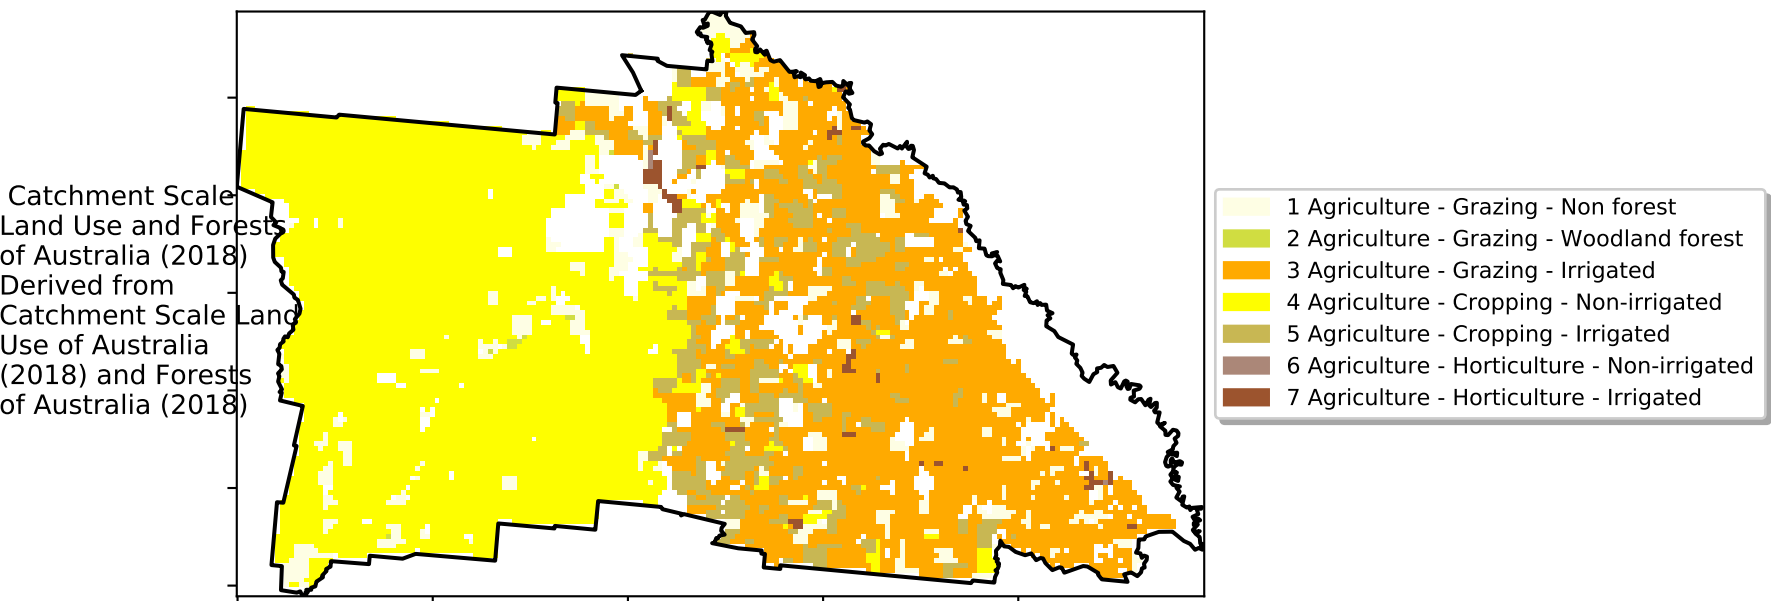 Catchment Scale
Land Use and Forests
of Australia (2018)
Derived from
Catchment Scale Land
Use of Australia
(2018) and Forests
of Australia (2018)
1 Agriculture - Grazing - Non forest
2 Agriculture - Grazing - Woodland forest
3 Agriculture - Grazing - Irrigated
4 Agriculture - Cropping - Non-irrigated
5 Agriculture - Cropping - Irrigated
6 Agriculture - Horticulture - Non-irrigated
7 Agriculture - Horticulture - Irrigated